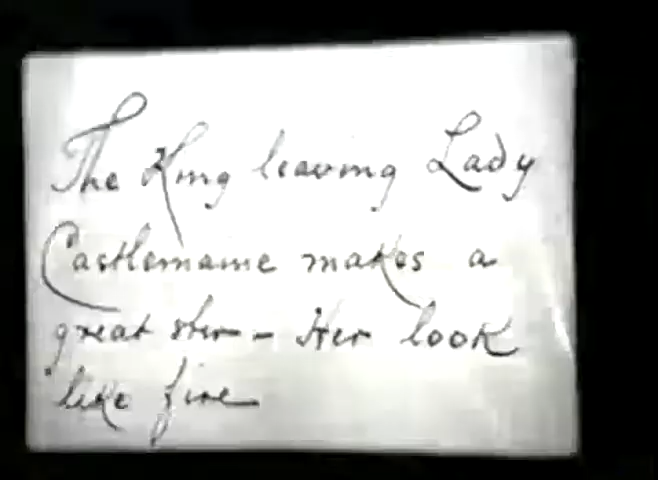 The King leaving Lady
Castlemaine makes a
great stir - Her look
like fire